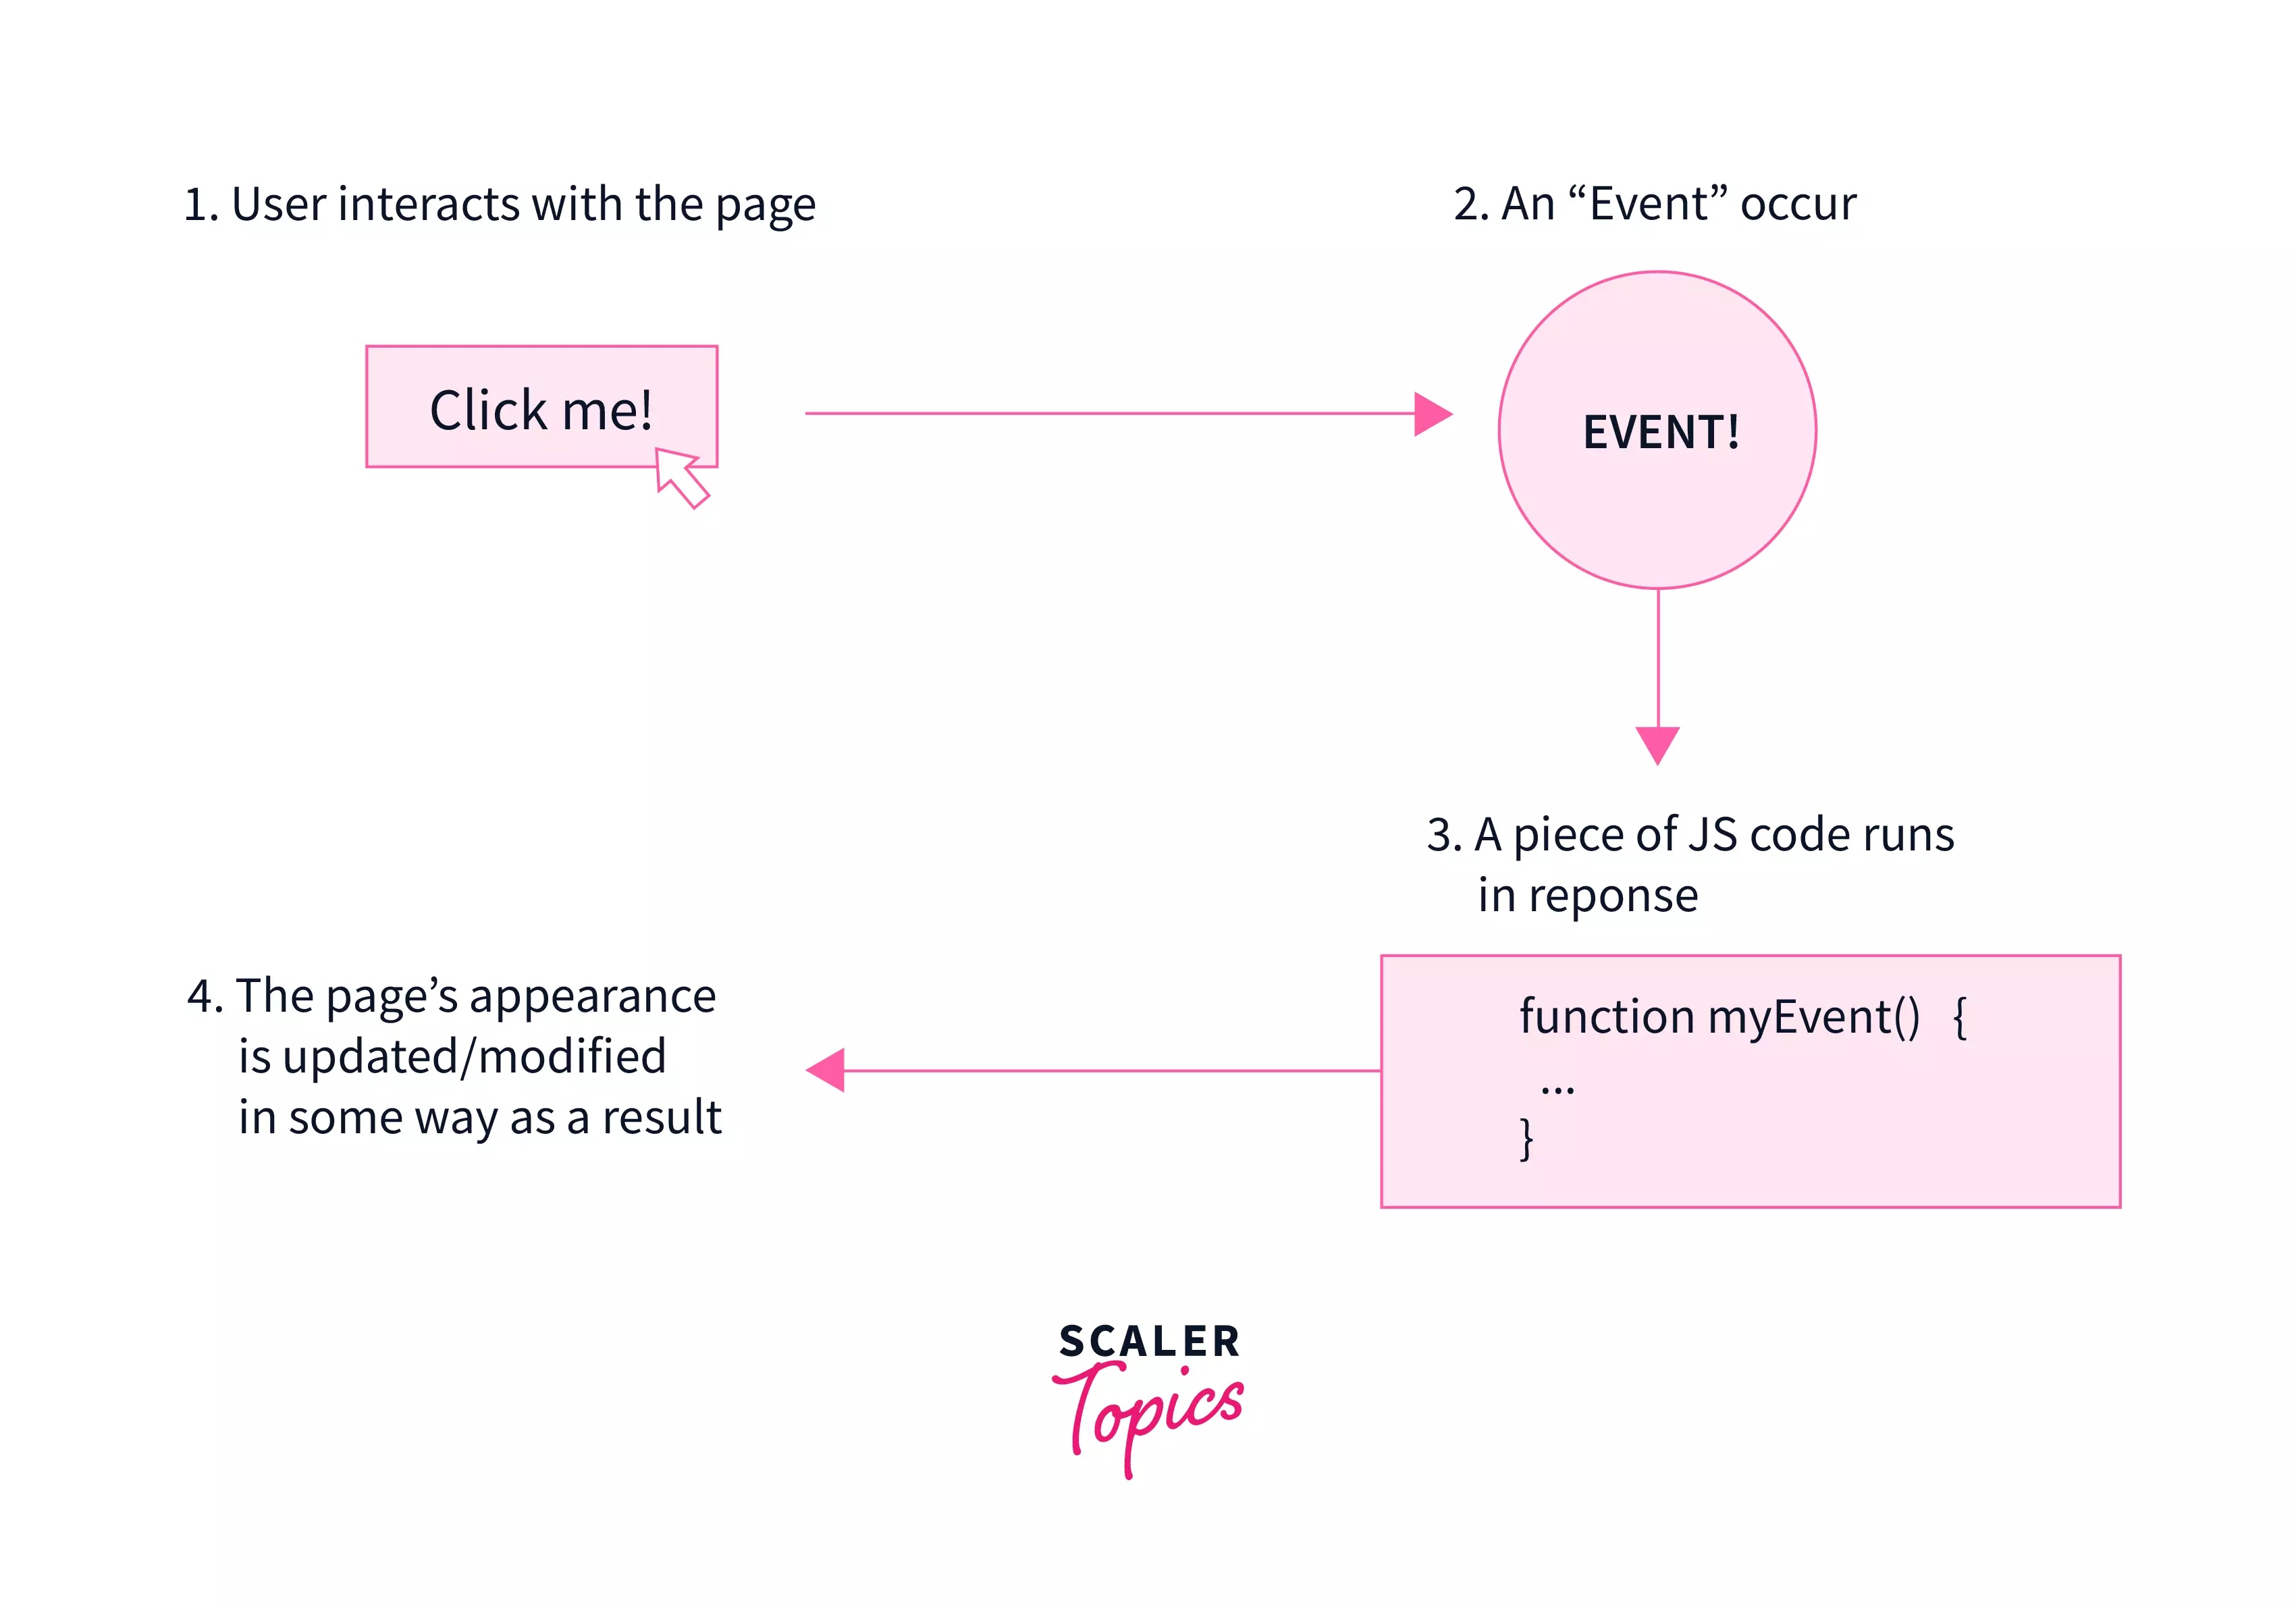 1. User interacts with the page
2. An “Event” occur
Click me!
EVENT!
3. A piece of JS code runs
in reponse
function myEvent() {
...
}
4. The page’s appearance
is updated/modified
in some way as a result
SCALER
Topics